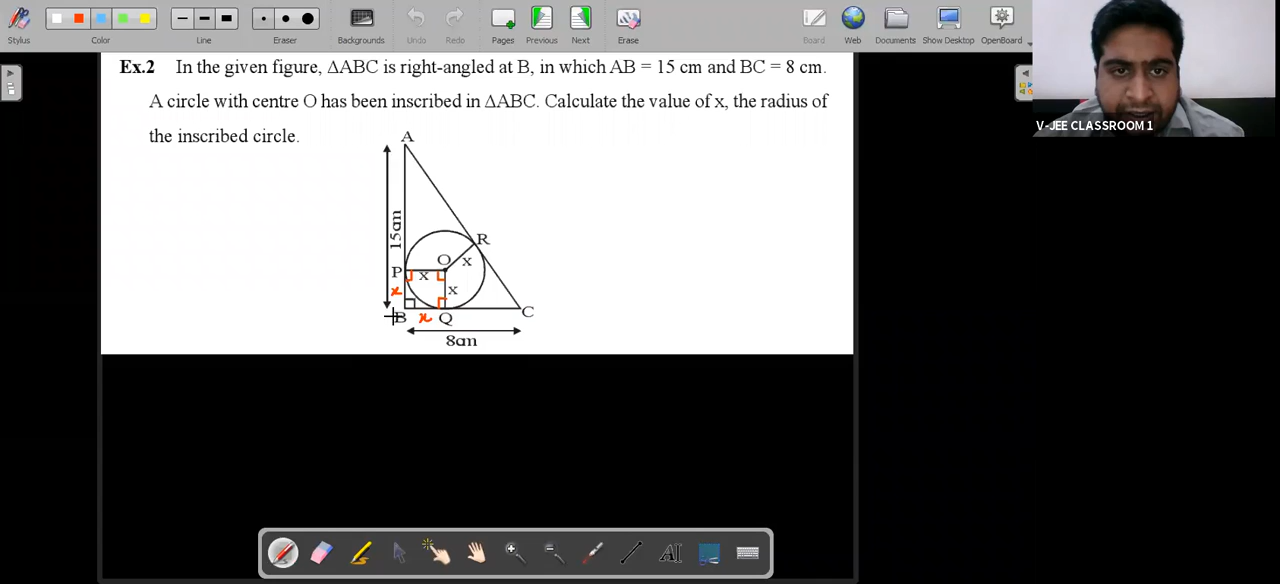 Stylus
Color
Line
Eraser
Backgrounds
Undo
Redo
Pages
Previous
Next
Erase
Board
Web
Documents
Show Desktop
OpenBoard
V-JEE CLASSROOM 1
Ex.2 In the given figure, ΔABC is right-angled at B, in which AB = 15 cm and BC = 8 cm.
A circle with centre O has been inscribed in ΔABC. Calculate the value of x, the radius of
the inscribed circle.
A
15an
R
O
x
P
x
x
x
B
x
Q
C
8an
AI